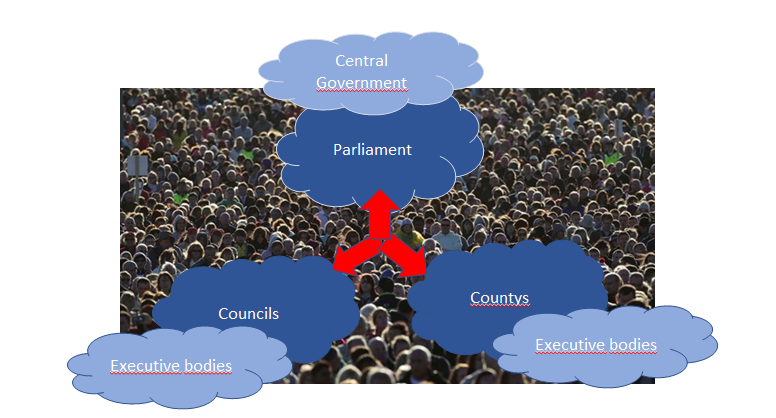 Central
Government
Parliament
Councils
Countys
Executive bodies
Executive bodies